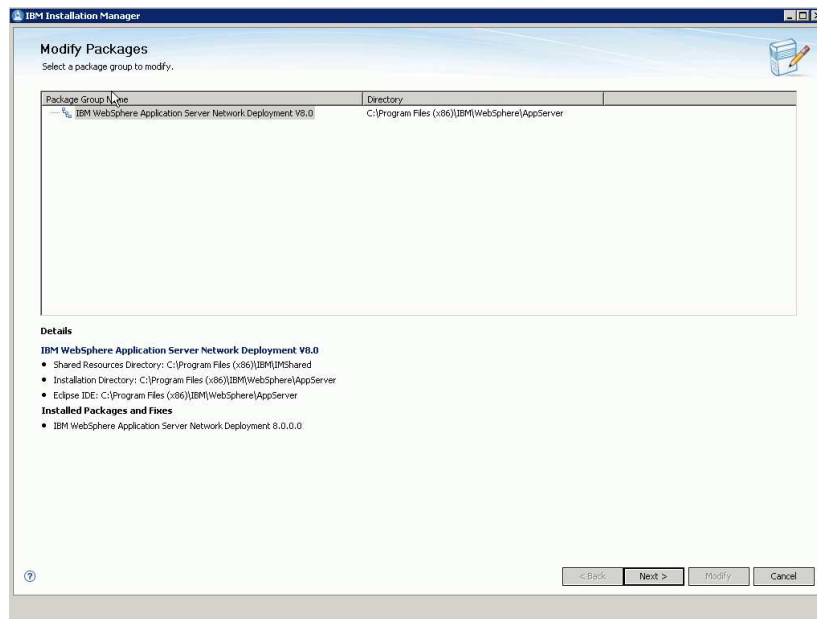 IBM Installation Manager
Modify Packages
Select a package group to modify.
Package Group Name Directory
IBM WebSphere Application Server Network Deployment V8.0 C:\Program Files (x86)\IBM\WebSphere\AppServer
Details
IBM WebSphere Application Server Network Deployment V8.0
• Shared Resources Directory: C:\Program Files (x86)\IBM\IMShared
• Installation Directory: C:\Program Files (x86)\IBM\WebSphere\AppServer
• Eclipse IDE: C:\Program Files (x86)\IBM\WebSphere\AppServer
Installed Packages and Fixes
• IBM WebSphere Application Server Network Deployment 8.0.0.0
? < Back Next > Modify Cancel